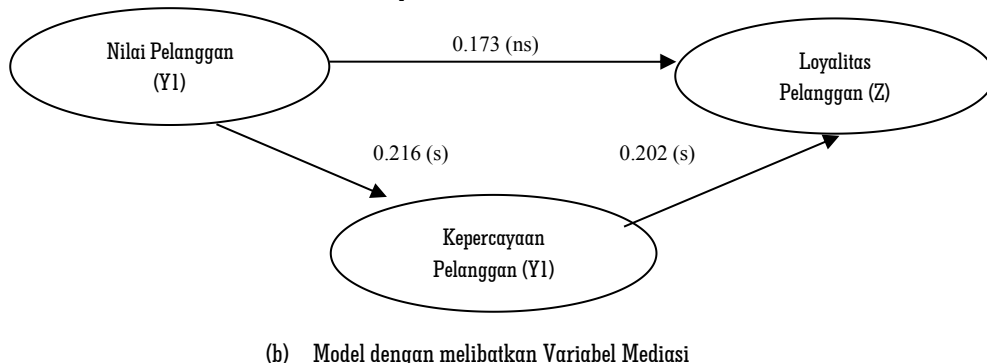 Nilai Pelanggan
(Y1)
0.173 (ns)
Loyalitas
Pelanggan (Z)
0.216 (s)
0.202 (s)
Kepercayaan
Pelanggan (Y1)
(b) Model dengan melibatkan Variabel Mediasi